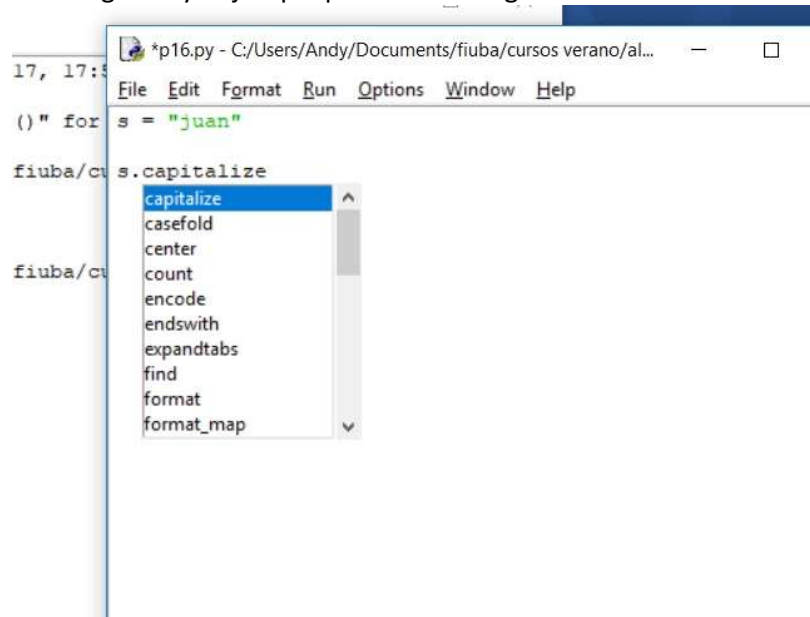 *p16.py - C:/Users/Andy/Documents/fiuba/cursos verano/al...
File Edit Format Run Options Window Help
17, 17:
()" for
fiuba/cu
fiuba/cu
s = "juan"
s.capitalize
capitalize
casefold
center
count
encode
endswith
expandtabs
find
format
format_map